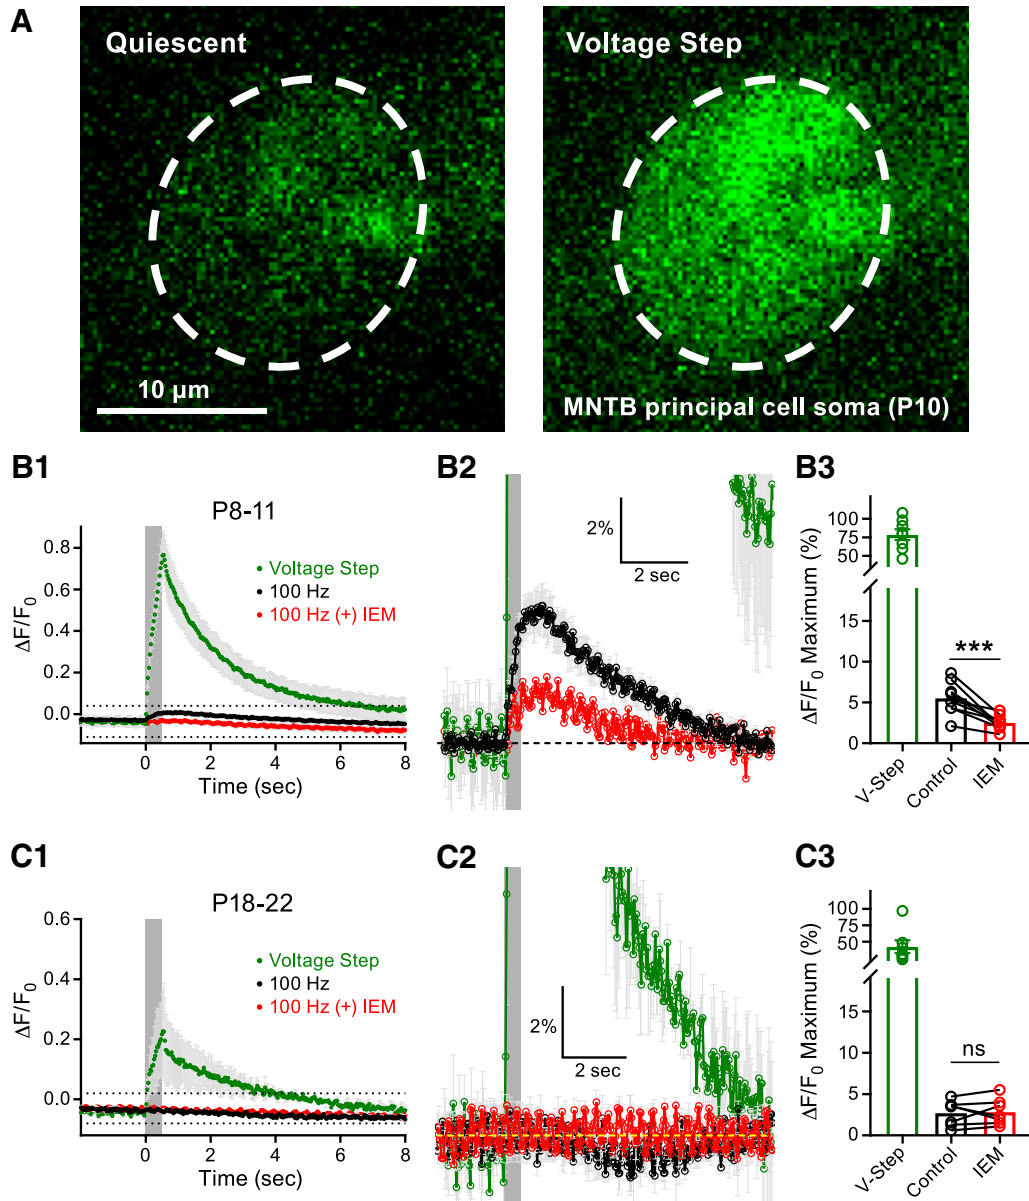 A
Quiescent
Voltage Step
10 µm
MNTB principal cell soma (P10)
B1
B2
B3
P8-11
Voltage Step
100 Hz
100 Hz (+) IEM
ΔF/F0
0.8
0.6
0.4
0.2
0.0
0
2
4
6
8
Time (sec)
2%
2 sec
ΔF/F0 Maximum (%)
100
75
50
15
10
5
0
***
V-Step
Control
IEM
C1
C2
C3
P18-22
Voltage Step
100 Hz
100 Hz (+) IEM
ΔF/F0
0.6
0.4
0.2
0.0
0
2
4
6
8
Time (sec)
2%
2 sec
ΔF/F0 Maximum (%)
100
75
50
15
10
5
0
ns
V-Step
Control
IEM